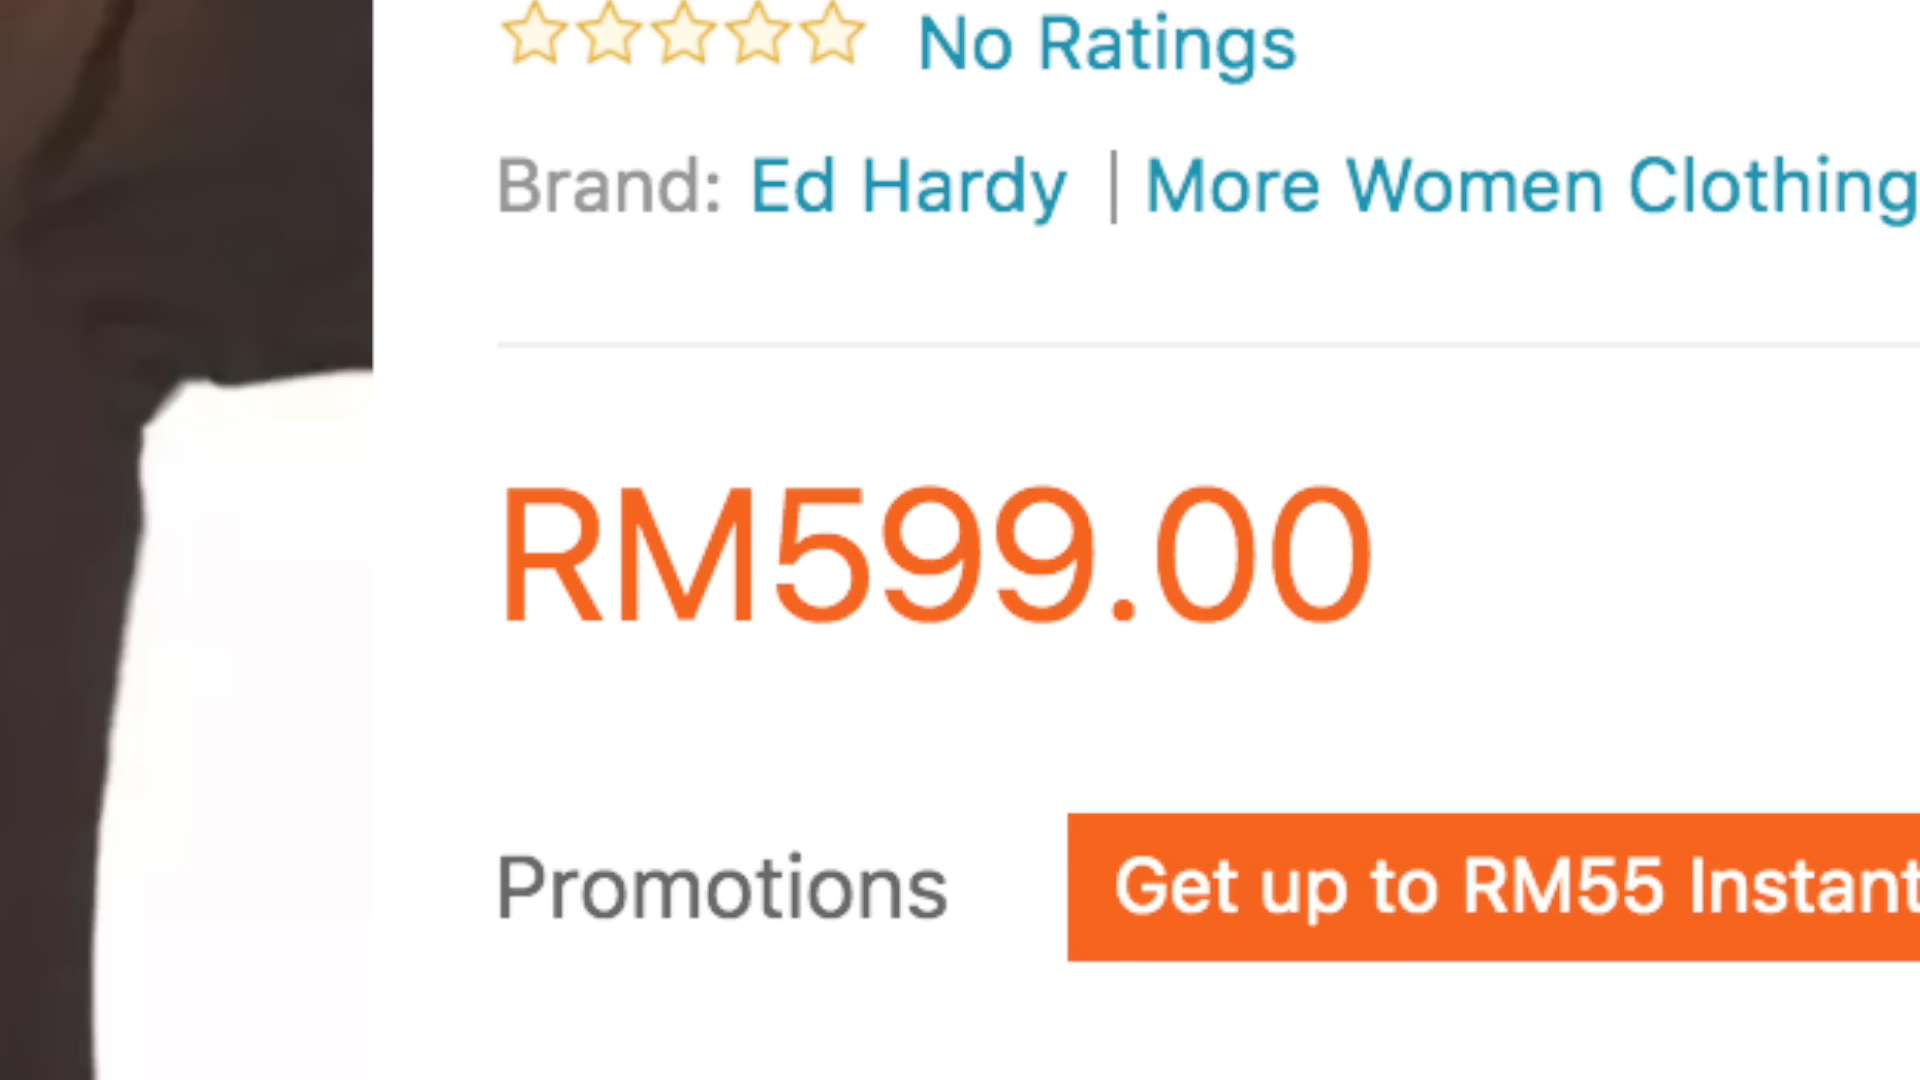 No Ratings
Brand: Ed Hardy | More Women Clothing
RM599.00
Promotions Get up to RM55 Instant